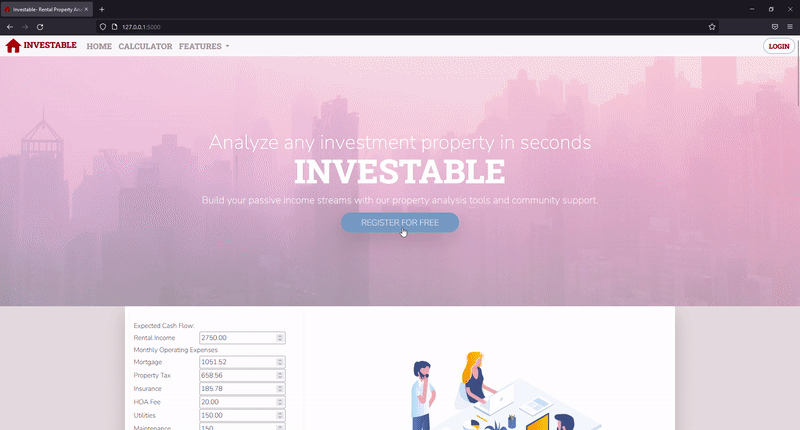 Investable- Rental Property Ana
127.0.0.1:5000
INVESTABLE
HOME
CALCULATOR
FEATURES
LOGIN
Analyze any investment property in seconds
INVESTABLE
Build your passive income streams with our property analysis tools and community support.
REGISTER FOR FREE
Expected Cash Flow:
Rental Income 2750.00
Monthly Operating Expenses
Mortgage 1051.52
Property Tax 658.56
Insurance 185.78
HOA Fee 20.00
Utilities 150.00
Maintenance 150